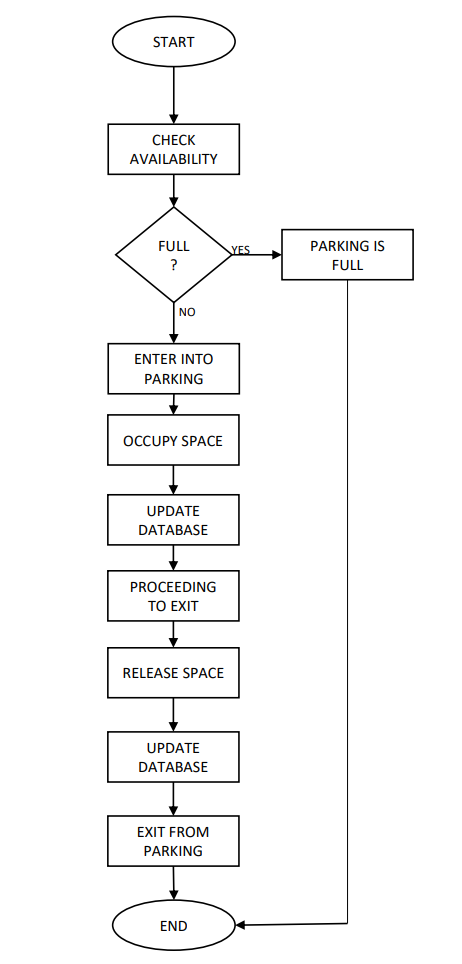 START
CHECK
AVAILABILITY
FULL
?
YES
PARKING IS
FULL
NO
ENTER INTO
PARKING
OCCUPY SPACE
UPDATE
DATABASE
PROCEEDING
TO EXIT
RELEASE SPACE
UPDATE
DATABASE
EXIT FROM
PARKING
END